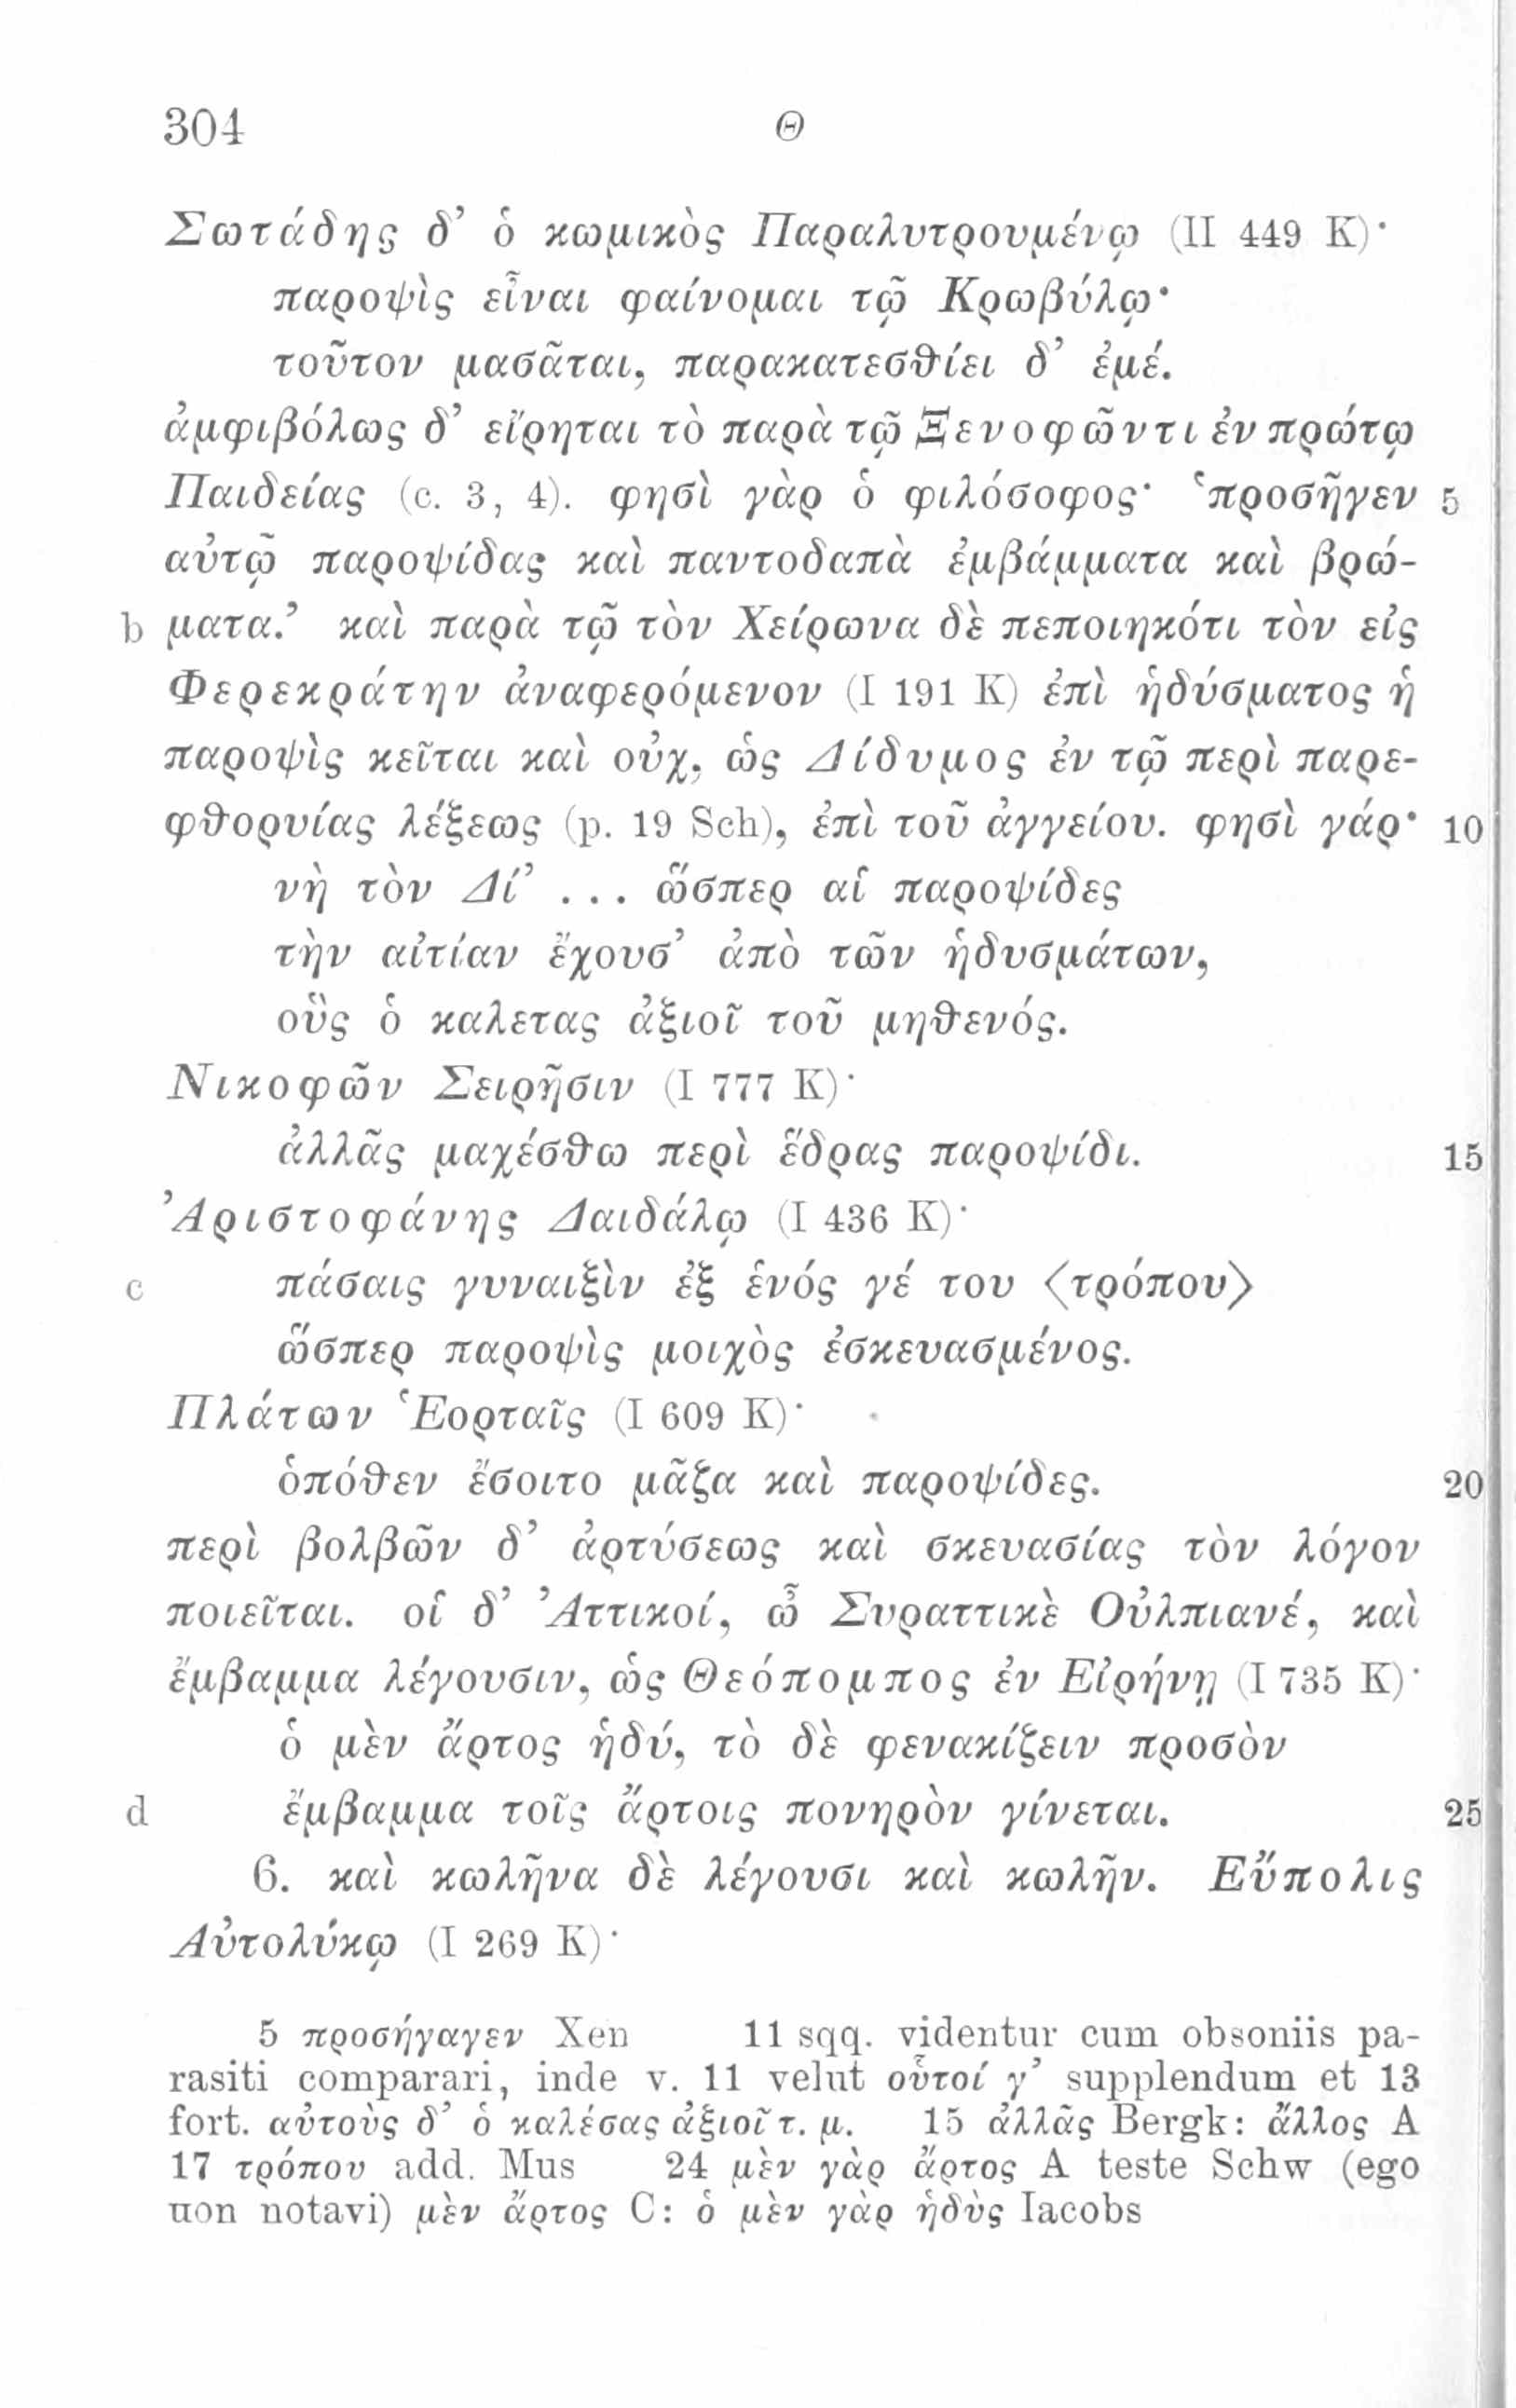 304 Θ
Σωτάδης δ’ ὁ κωμικὸς Παραλυτρουμένῳ (II 449 K)·
παροψὶς εἶναι φαίνομαι τῷ Κρωβύλῳ·
τοῦτον μασᾶται, παρακατεσθίει δ’ ἐμέ.
ἀμφιβόλως δ’ εἴρηται τὸ παρὰ τῷ Ξενοφῶντι ἐν πρώτῳ
Παιδείας (c. 3, 4). φησὶ γὰρ ὁ φιλόσοφος· ‛προσῆγεν 5
αὐτῷ παροψίδας καὶ παντοδαπὰ ἐμβάμματα καὶ βρώ-
b ματα.’ καὶ παρὰ τῷ τὸν Χείρωνα δὲ πεποιηκότι τὸν εἰς
Φερεκράτην ἀναφερόμενον (I 191 K) ἐπὶ ἡδύσματος ἡ
παροψὶς κεῖται καὶ οὐχ, ὡς Δίδυμος ἐν τῷ περὶ παρε-
φθορυίας λέξεως (p. 19 Sch), ἐπὶ τοῦ ἀγγείου. φησὶ γάρ· 10
νὴ τὸν Δί’ ... ὥσπερ αἱ παροψίδες
τὴν αἰτίαν ἔχουσ’ ἀπὸ τῶν ἡδυσμάτων,
οὓς ὁ καλετας ἀξιοῖ τοῦ μηθενός.
Νικοφῶν Σειρῆσιν (I 777 K)·
ἀλλᾶς μαχέσθω περὶ ἕδρας παροψίδι. 15
Ἀριστοφάνης Δαιδάλῳ (I 436 K)·
c πάσαις γυναιξὶν ἐξ ἑνός γέ του ⟨τρόπου⟩
ὥσπερ παροψὶς μοιχὸς ἐσκευασμένος.
Πλάτων Ἑορταῖς (I 609 K)·
ὁπόθεν ἔσοιτο μᾶζα καὶ παροψίδες. 20
περὶ βολβῶν δ’ ἀρτύσεως καὶ σκευασίας τὸν λόγον
ποιεῖται. οἱ δ’ Ἀττικοί, ὦ Συραττικὲ Οὐλπιανέ, καὶ
ἔμβαμμα λέγουσιν, ὡς Θεόπομπος ἐν Εἰρήνῃ (I 735 K)·
ὁ μὲν ἄρτος ἡδύ, τὸ δὲ φενακίζειν προσὸν
d ἔμβαμμα τοῖς ἄρτοις πονηρὸν γίνεται. 25
6. καὶ κωλῆνα δὲ λέγουσι καὶ κωλῆν. Εὔπολις
Αὐτολύκῳ (I 269 K)·
5 προσήγαγεν Xen 11 sqq. videntur cum obsoniis pa-
rasiti comparari, inde v. 11 velut οὗτοί γ’ supplendum et 13
fort. αὐτοὺς δ’ ὁ καλέσας ἀξιοῖ τ. μ. 15 ἀλλᾶς Bergk: ἄλλος A
17 τρόπου add. Mus 24 μὲν γὰρ ἄρτος A teste Schw (ego
non notavi) μὲν ἄρτος C: ὁ μὲν γὰρ ἡδὺς Iacobs